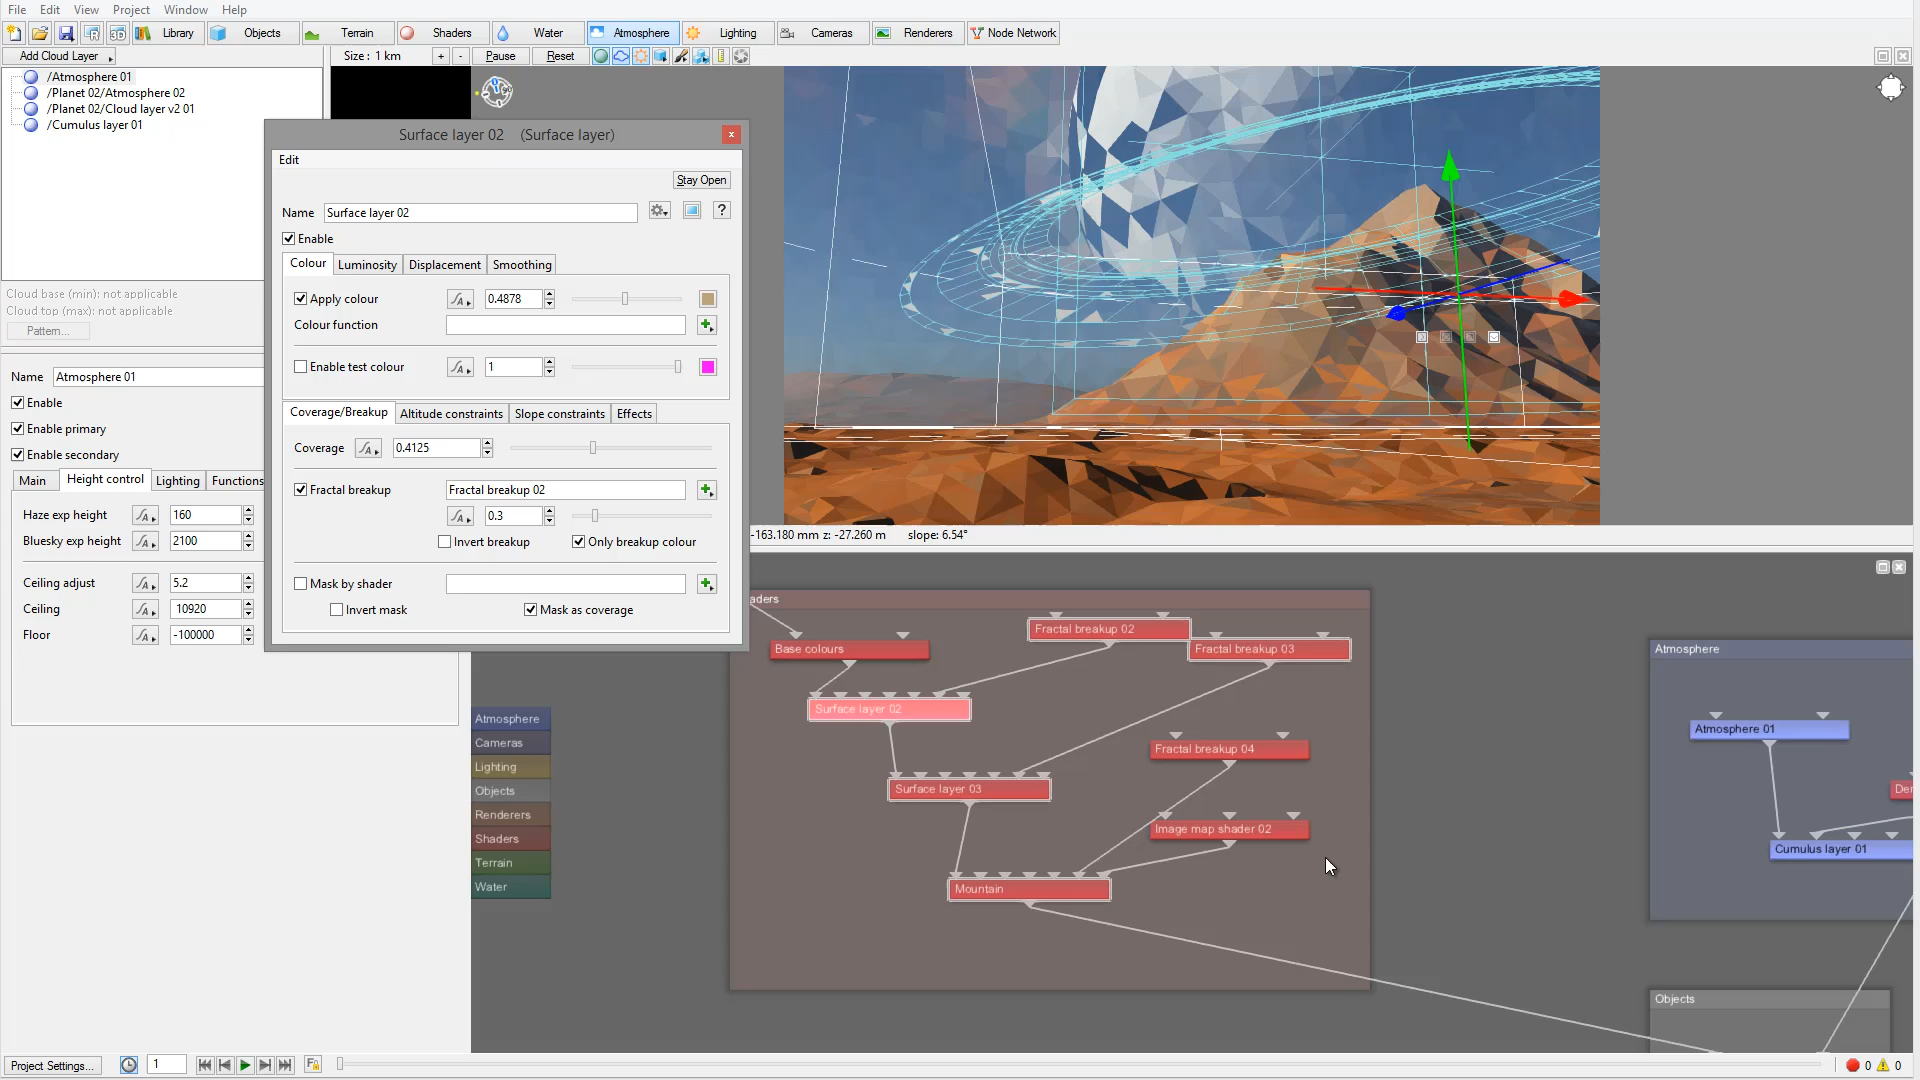 File Edit View Project Window Help
Library Objects Terrain Shaders Water Atmosphere Lighting Cameras Renderers Node Network
Add Cloud Layer Size : 1 km + - Pause Reset
/Atmosphere 01
/Planet 02/Atmosphere 02
/Planet 02/Cloud layer v2 01
/Cumulus layer 01
Cloud base (min): not applicable
Cloud top (max): not applicable
Pattern...
Name Atmosphere 01
Enable
Enable primary
Enable secondary
Main Height control Lighting Functions
Haze exp height 160
Bluesky exp height 2100
Ceiling adjust 5.2
Ceiling 10920
Floor -100000
Surface layer 02 (Surface layer)
Edit
Stay Open
Name Surface layer 02 ?
Enable
Colour Luminosity Displacement Smoothing
Apply colour 0.4878
Colour function
Enable test colour 1
Coverage/Breakup Altitude constraints Slope constraints Effects
Coverage 0.4125
Fractal breakup Fractal breakup 02
0.3
Invert breakup Only breakup colour
Mask by shader
Invert mask Mask as coverage
-163.180 mm z: -27.260 m slope: 6.54°
aders
Fractal breakup 02
Base colours
Fractal breakup 03
Surface layer 02
Fractal breakup 04
Surface layer 03
Image map shader 02
Mountain
Atmosphere
Cameras
Lighting
Objects
Renderers
Shaders
Terrain
Water
Atmosphere
Atmosphere 01
Der
Cumulus layer 01
Objects
Project Settings... 1 0 0